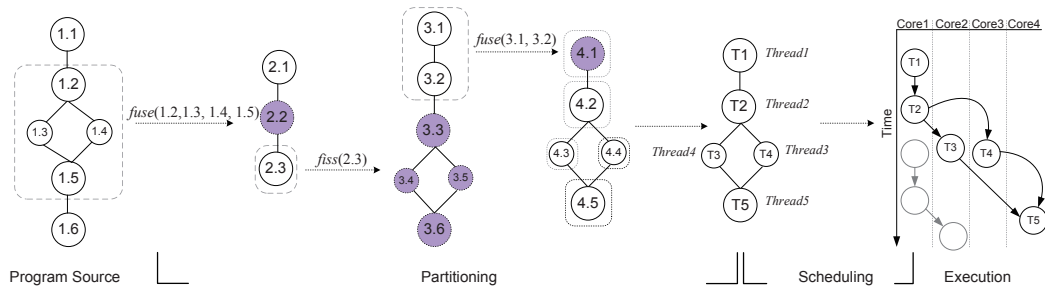 1.1
1.2
1.3
1.4
1.5
1.6
fuse(1.2,1.3, 1.4, 1.5)
2.1
2.2
2.3
fiss(2.3)
3.1
3.2
3.3
3.4
3.5
3.6
fuse(3.1, 3.2)
4.1
4.2
4.3
4.4
4.5
T1
Thread1
T2
Thread2
Thread4
T3
T4
Thread3
T5
Thread5
Core1
Core2
Core3
Core4
Time
T1
T2
T3
T4
T5
Program Source
Partitioning
Scheduling
Execution